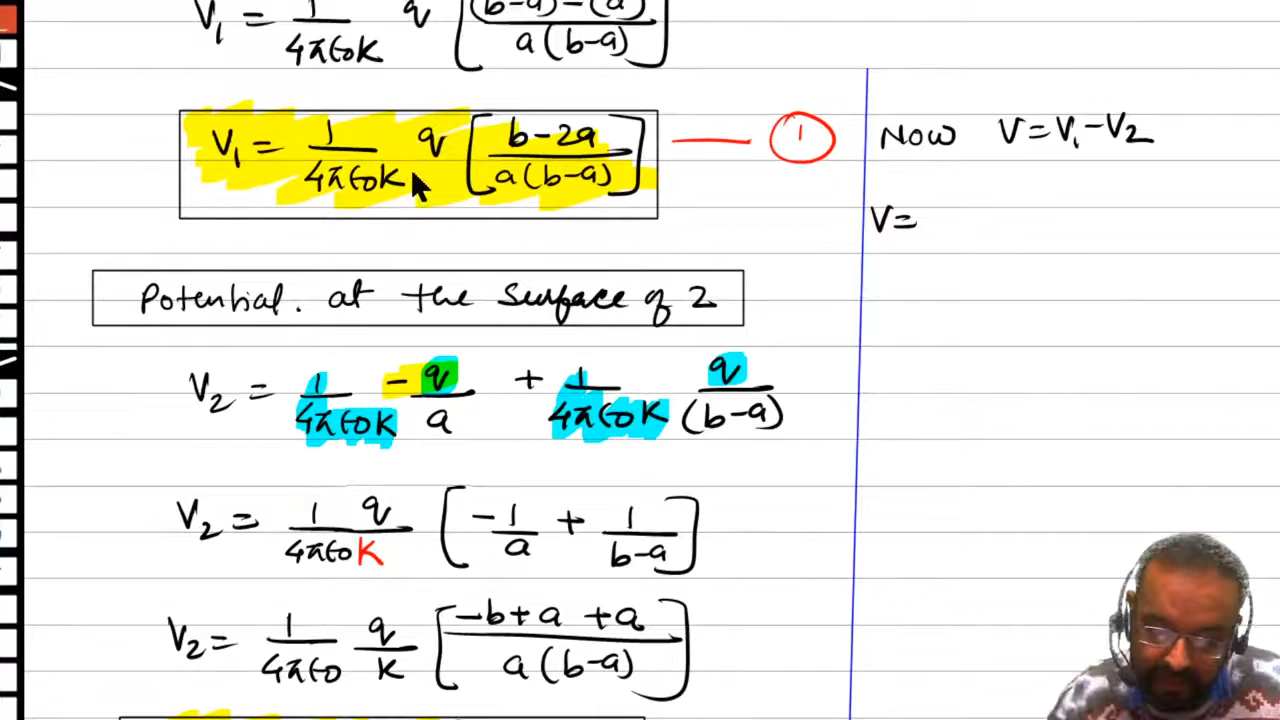 V₁ = 1/4πϵ₀K q [(b-a)-(a)/a(b-a)]
V₁ = 1/4πϵ₀K q [b-2a/a(b-a)] —— ①
Potential. at the surface of 2
V₂ = 1/4πϵ₀K -q/a + 1/4πϵ₀K q/(b-a)
V₂ = 1 q/4πϵ₀K [-1/a + 1/b-a]
V₂ = 1/4πϵ₀ q/K [-b+a +a/a(b-a)]
Now V=V₁-V₂
V=